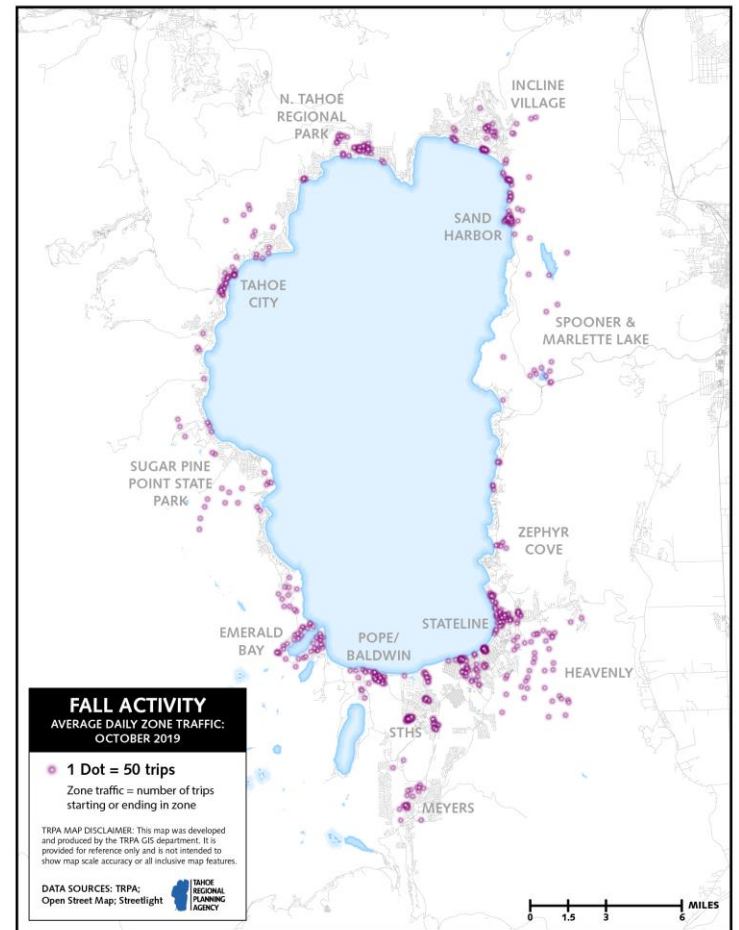 INCLINE
VILLAGE
N. TAHOE
REGIONAL
PARK
SAND
HARBOR
TAHOE
CITY
SPOONER &
MARLETTE LAKE
SUGAR PINE
POINT STATE
PARK
ZEPHYR
COVE
STATELINE
EMERALD
BAY
POPE/
BALDWIN
HEAVENLY
STHS
MEYERS
FALL ACTIVITY
AVERAGE DAILY ZONE TRAFFIC:
OCTOBER 2019
1 Dot = 50 trips
Zone traffic = number of trips
starting or ending in zone
TRPA MAP DISCLAIMER: This map was developed
and produced by the TRPA GIS department. It is
provided for reference only and is not intended to
show map scale accuracy or all inclusive map features.
DATA SOURCES: TRPA;
Open Street Map; Streetlight
TAHOE
REGIONAL
PLANNING
AGENCY
MILES
0 1.5 3 6